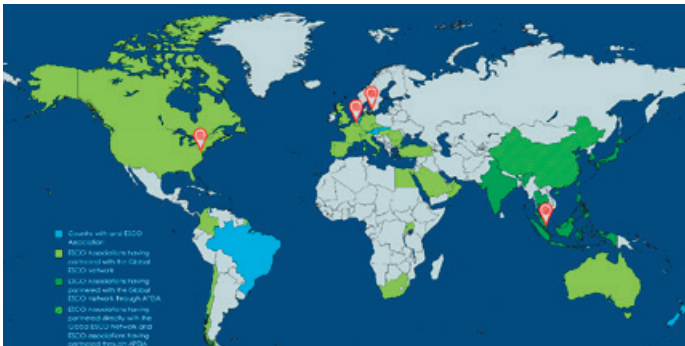 Country with and ESCO
Association
ESCO Associations having
partnered with the Global
ESCO network
ESCO Associations having
partnered with the Global
ESCO network through
ESCO Associations having
partnered directly with the
Global ESCO Network and
ESCO associations having
partnered through